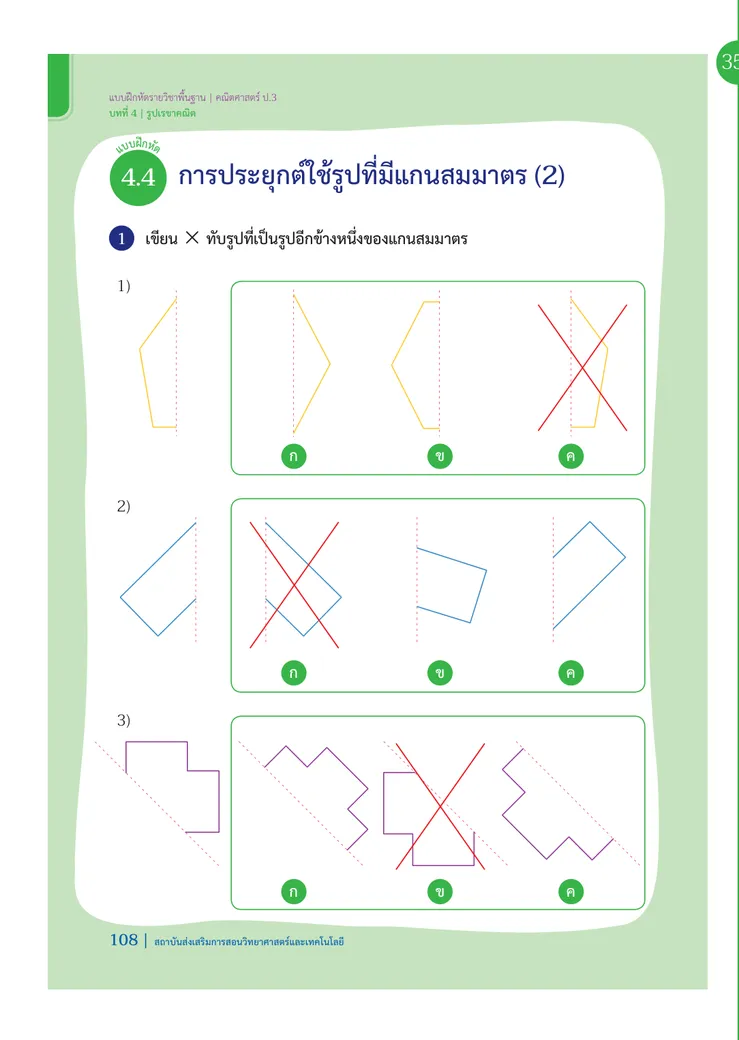 35
แบบฝึกหัดรายวิชาพื้นฐาน | คณิตศาสตร์ ป.3
บทที่ 4 | รูปเรขาคณิต
แบบฝึกหัด
4.4 การประยุกต์ใช้รูปที่มีแกนสมมาตร (2)
1 เขียน × ทับรูปที่เป็นรูปอีกข้างหนึ่งของแกนสมมาตร
1)
ก ข ค
2)
ก ข ค
3)
ก ข ค
108 | สถาบันส่งเสริมการสอนวิทยาศาสตร์และเทคโนโลยี